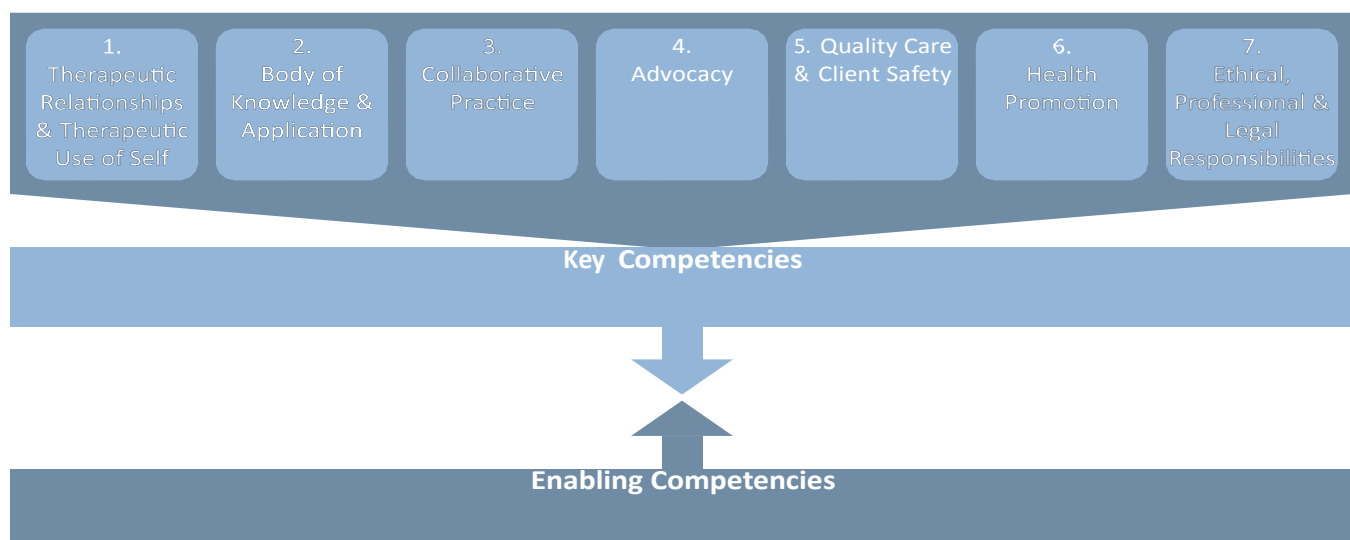 1.
Therapeutic
Relationships
& Therapeutic
Use of Self
2.
Body of
Knowledge &
Application
3.
Collaborative
Practice
4.
Advocacy
5. Quality Care
& Client Safety
6.
Health
Promotion
7.
Ethical,
Professional &
Legal
Responsibilities
Key Competencies
Enabling Competencies